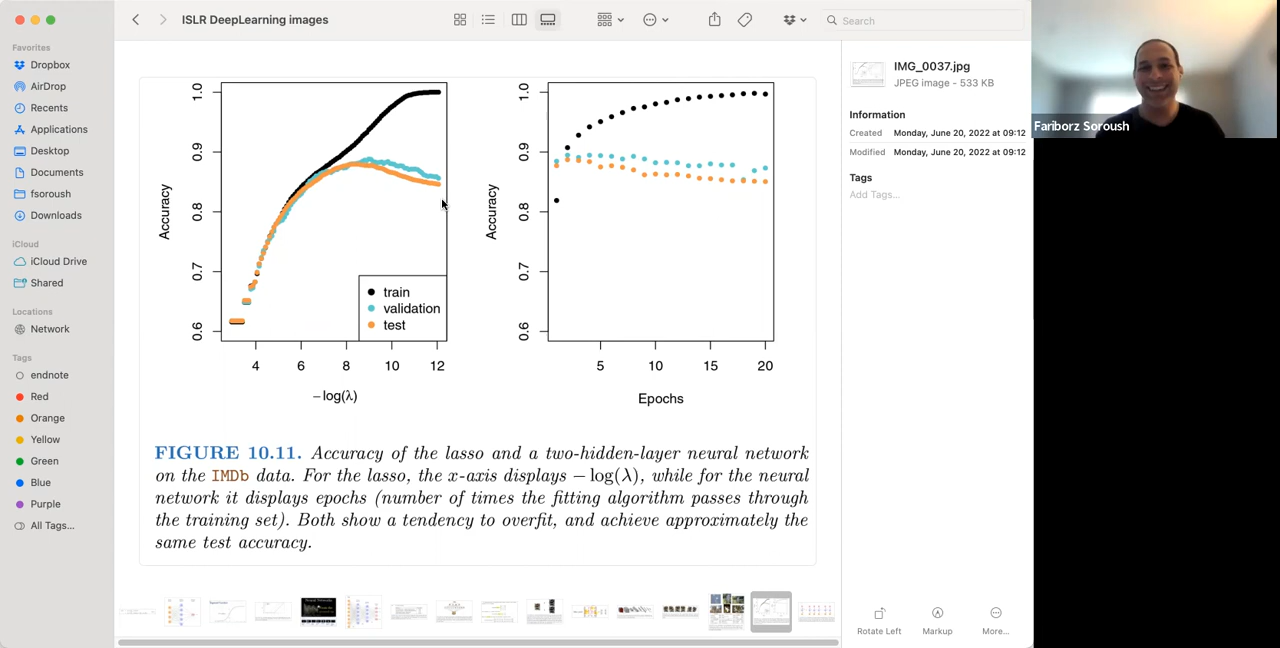 ISLR DeepLearning images
Search
Favorites
Dropbox
AirDrop
Recents
Applications
Desktop
Documents
fsoroush
Downloads
iCloud
iCloud Drive
Shared
Locations
Network
Tags
endnote
Red
Orange
Yellow
Green
Blue
Purple
All Tags...
Accuracy
1.0
0.9
0.8
0.7
0.6
train
validation
test
4 6 8 10 12
−log(λ)
Accuracy
1.0
0.9
0.8
0.7
0.6
5 10 15 20
Epochs
FIGURE 10.11. Accuracy of the lasso and a two-hidden-layer neural network
on the IMDb data. For the lasso, the x-axis displays − log(λ), while for the neural
network it displays epochs (number of times the fitting algorithm passes through
the training set). Both show a tendency to overfit, and achieve approximately the
same test accuracy.
IMG_0037.jpg
JPEG image - 533 KB
Information
Created Monday, June 20, 2022 at 09:12
Modified Monday, June 20, 2022 at 09:12
Tags
Add Tags...
Rotate Left
Markup
More...
Fariborz Soroush